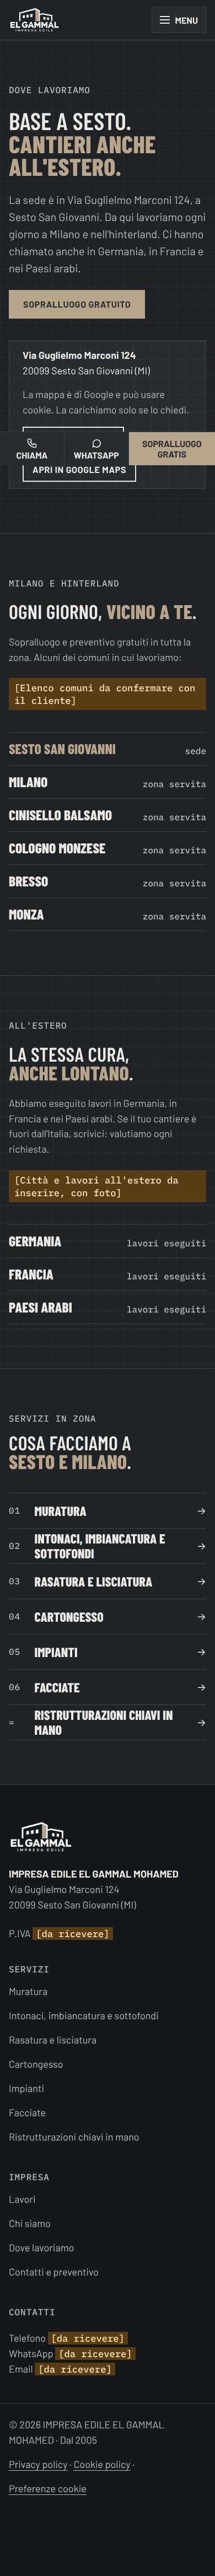 EL GAMMAL
IMPRESA EDILE
MENU
DOVE LAVORIAMO
BASE A SESTO.
CANTIERI ANCHE
ALL'ESTERO.
La sede è in Via Guglielmo Marconi 124, a
Sesto San Giovanni. Da qui lavoriamo ogni
giorno a Milano e nell'hinterland. Ci hanno
chiamato anche in Germania, in Francia e
nei Paesi arabi.
SOPRALLUOGO GRATUITO
Via Guglielmo Marconi 124
20099 Sesto San Giovanni (MI)
La mappa è di Google e può usare
cookie. La carichiamo solo se lo chiedi.
CHIAMA
WHATSAPP
SOPRALLUOGO
GRATIS
APRI IN GOOGLE MAPS
MILANO E HINTERLAND
OGNI GIORNO, VICINO A TE.
Sopralluogo e preventivo gratuiti in tutta la
zona. Alcuni dei comuni in cui lavoriamo:
[Elenco comuni da confermare con
il cliente]
SESTO SAN GIOVANNI sede
MILANO zona servita
CINISELLO BALSAMO zona servita
COLOGNO MONZESE zona servita
BRESSO zona servita
MONZA zona servita
ALL'ESTERO
LA STESSA CURA,
ANCHE LONTANO.
Abbiamo eseguito lavori in Germania, in
Francia e nei Paesi arabi. Se il tuo cantiere è
fuori dall'Italia, scrivici: valutiamo ogni
richiesta.
[Città e lavori all'estero da
inserire, con foto]
GERMANIA lavori eseguiti
FRANCIA lavori eseguiti
PAESI ARABI lavori eseguiti
SERVIZI IN ZONA
COSA FACCIAMO A
SESTO E MILANO.
01 MURATURA →
02 INTONACI, IMBIANCATURA E
SOTTOFONDI →
03 RASATURA E LISCIATURA →
04 CARTONGESSO →
05 IMPIANTI →
06 FACCIATE →
= RISTRUTTURAZIONI CHIAVI IN
MANO →
EL GAMMAL
IMPRESA EDILE
IMPRESA EDILE EL GAMMAL MOHAMED
Via Guglielmo Marconi 124
20099 Sesto San Giovanni (MI)
P.IVA [da ricevere]
SERVIZI
Muratura
Intonaci, imbiancatura e sottofondi
Rasatura e lisciatura
Cartongesso
Impianti
Facciate
Ristrutturazioni chiavi in mano
IMPRESA
Lavori
Chi siamo
Dove lavoriamo
Contatti e preventivo
CONTATTI
Telefono [da ricevere]
WhatsApp [da ricevere]
Email [da ricevere]
© 2026 IMPRESA EDILE EL GAMMAL
MOHAMED · Dal 2005
Privacy policy · Cookie policy ·
Preferenze cookie